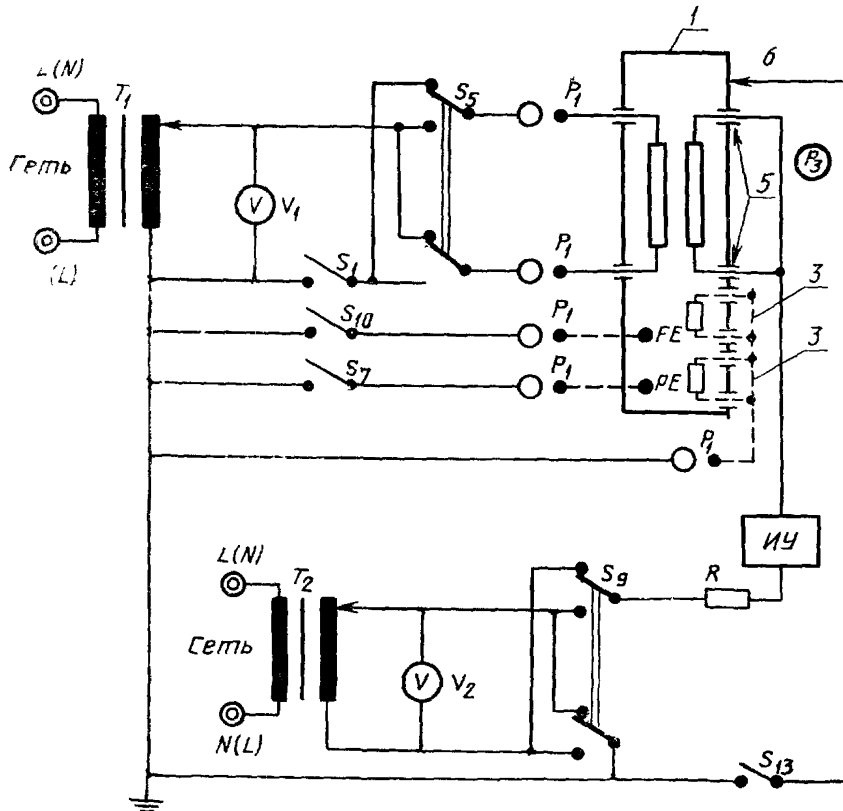 1
L(N)
T1
S5
P1
6
Сеть
V
V1
P3
5
(L)
S1
P1
3
S10
P1
FE
3
S7
P1
PE
P1
ИУ
L(N)
T2
S9
R
Сеть
V
V2
N(L)
S13